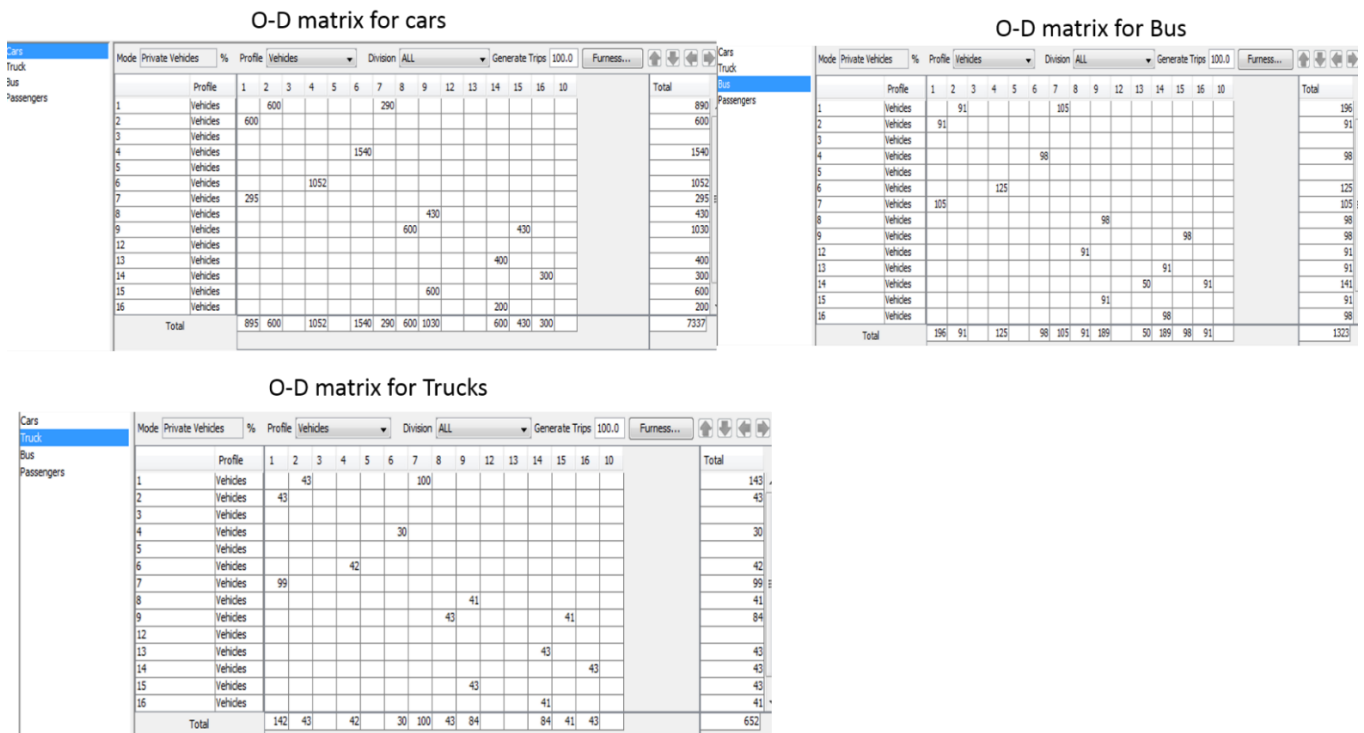 O-D matrix for cars
Cars
Truck
Bus
Passengers
Mode Private Vehicles % Profile Vehicles Division ALL Generate Trips 100.0 Furness...
Profile 1 2 3 4 5 6 7 8 9 12 13 14 15 16 10 Total
1 Vehicles 600 290 890
2 Vehicles 600 600
3 Vehicles
4 Vehicles 1540 1540
5 Vehicles
6 Vehicles 1052 1052
7 Vehicles 295 295
8 Vehicles 430 430
9 Vehicles 600 430 1030
12 Vehicles
13 Vehicles 400 400
14 Vehicles 300 300
15 Vehicles 600 600
16 Vehicles 200 200
Total 895 600 1052 1540 290 600 1030 600 430 300 7337
O-D matrix for Bus
Cars
Truck
Bus
Passengers
Mode Private Vehicles % Profile Vehicles Division ALL Generate Trips 100.0 Furness...
Profile 1 2 3 4 5 6 7 8 9 12 13 14 15 16 10 Total
1 Vehicles 91 105 196
2 Vehicles 91 91
3 Vehicles
4 Vehicles 98 98
5 Vehicles
6 Vehicles 125 125
7 Vehicles 105 105
8 Vehicles 98 98
9 Vehicles 98 98
12 Vehicles 91 91
13 Vehicles 91 91
14 Vehicles 50 91 141
15 Vehicles 91 91
16 Vehicles 98 98
Total 196 91 125 98 105 91 189 50 189 98 91 1323
O-D matrix for Trucks
Cars
Truck
Bus
Passengers
Mode Private Vehicles % Profile Vehicles Division ALL Generate Trips 100.0 Furness...
Profile 1 2 3 4 5 6 7 8 9 12 13 14 15 16 10 Total
1 Vehicles 43 100 143
2 Vehicles 43 43
3 Vehicles
4 Vehicles 30 30
5 Vehicles
6 Vehicles 42 42
7 Vehicles 99 99
8 Vehicles 41 41
9 Vehicles 43 41 84
12 Vehicles
13 Vehicles 43 43
14 Vehicles 43 43
15 Vehicles 43 43
16 Vehicles 41 41
Total 142 43 42 30 100 43 84 84 41 43 652